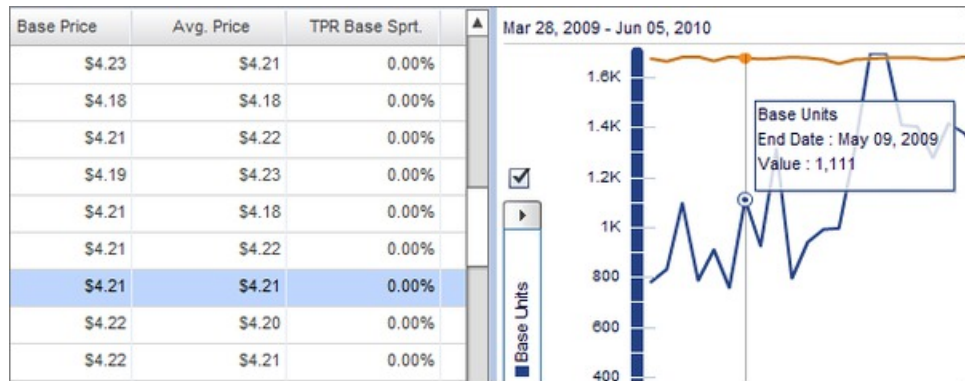 Base Price Avg. Price TPR Base Sprt.
$4.23 $4.21 0.00%
$4.18 $4.18 0.00%
$4.21 $4.22 0.00%
$4.19 $4.23 0.00%
$4.21 $4.18 0.00%
$4.21 $4.22 0.00%
$4.21 $4.21 0.00%
$4.22 $4.20 0.00%
$4.22 $4.21 0.00%
Mar 28, 2009 - Jun 05, 2010
1.6K
1.4K
1.2K
1K
800
600
400
Base Units
Base Units
End Date : May 09, 2009
Value : 1,111